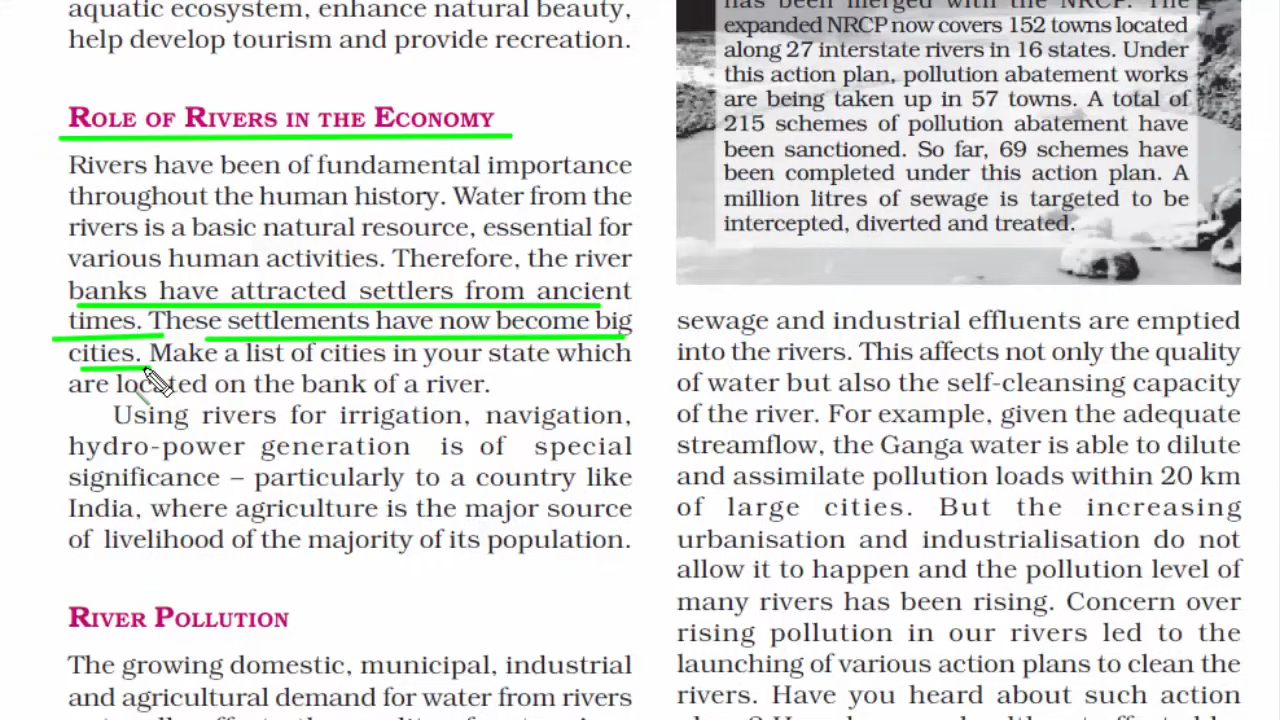 aquatic ecosystem, enhance natural beauty,
help develop tourism and provide recreation.
ROLE OF RIVERS IN THE ECONOMY
Rivers have been of fundamental importance
throughout the human history. Water from the
rivers is a basic natural resource, essential for
various human activities. Therefore, the river
banks have attracted settlers from ancient
times. These settlements have now become big
cities. Make a list of cities in your state which
are located on the bank of a river.
Using rivers for irrigation, navigation,
hydro-power generation is of special
significance – particularly to a country like
India, where agriculture is the major source
of livelihood of the majority of its population.
RIVER POLLUTION
The growing domestic, municipal, industrial
and agricultural demand for water from rivers
has been merged with the NRCP. The
expanded NRCP now covers 152 towns located
along 27 interstate rivers in 16 states. Under
this action plan, pollution abatement works
are being taken up in 57 towns. A total of
215 schemes of pollution abatement have
been sanctioned. So far, 69 schemes have
been completed under this action plan. A
million litres of sewage is targeted to be
intercepted, diverted and treated.
sewage and industrial effluents are emptied
into the rivers. This affects not only the quality
of water but also the self-cleansing capacity
of the river. For example, given the adequate
streamflow, the Ganga water is able to dilute
and assimilate pollution loads within 20 km
of large cities. But the increasing
urbanisation and industrialisation do not
allow it to happen and the pollution level of
many rivers has been rising. Concern over
rising pollution in our rivers led to the
launching of various action plans to clean the
rivers. Have you heard about such action